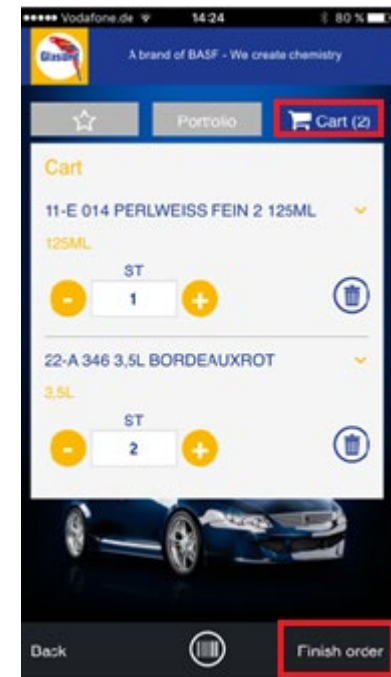 Vodafone.de 14:24 80 %
Glasurit
A brand of BASF - We create chemistry
Portfolio
Cart (2)
Cart
11-E 014 PERLWEISS FEIN 2 125ML
125ML
ST
- 1 +
22-A 346 3,5L BORDEAUXROT
3,5L
ST
- 2 +
Back
Finish order